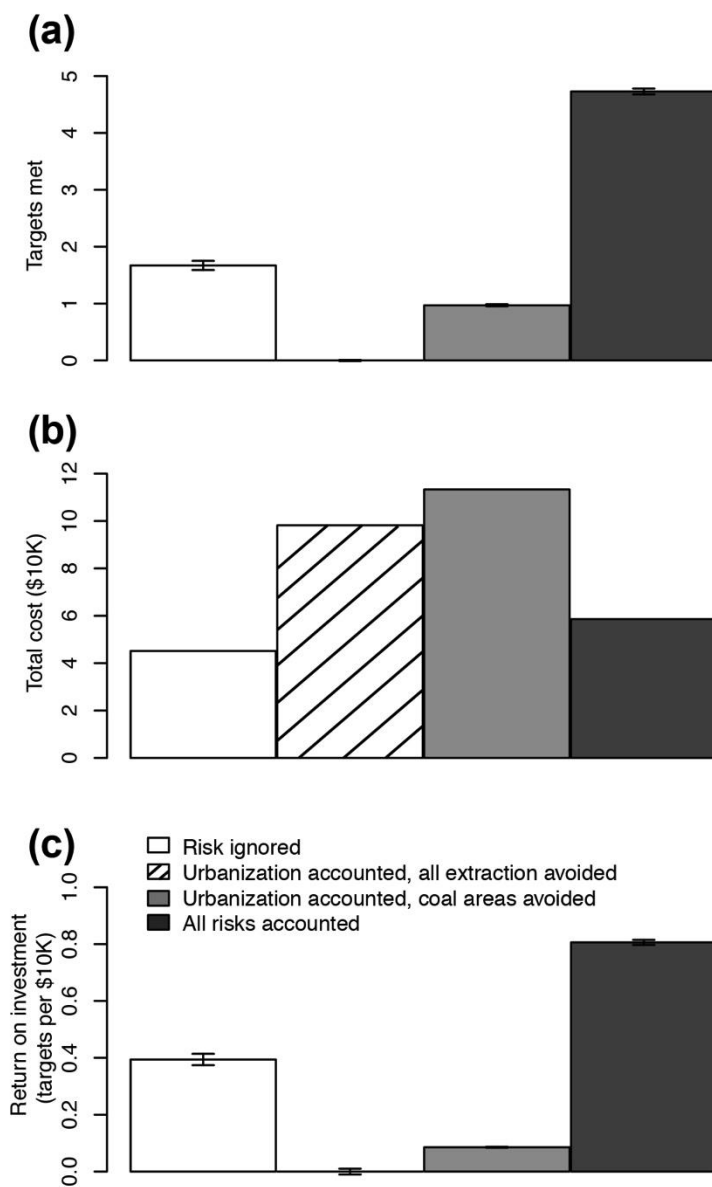 (a)
Targets met
5
4
3
2
1
0
(b)
Total cost ($10K)
12
10
8
6
4
2
0
(c)
Risk ignored
Urbanization accounted, all extraction avoided
Urbanization accounted, coal areas avoided
All risks accounted
Return on investment
(targets per $10K)
1.0
0.8
0.6
0.4
0.2
0.0